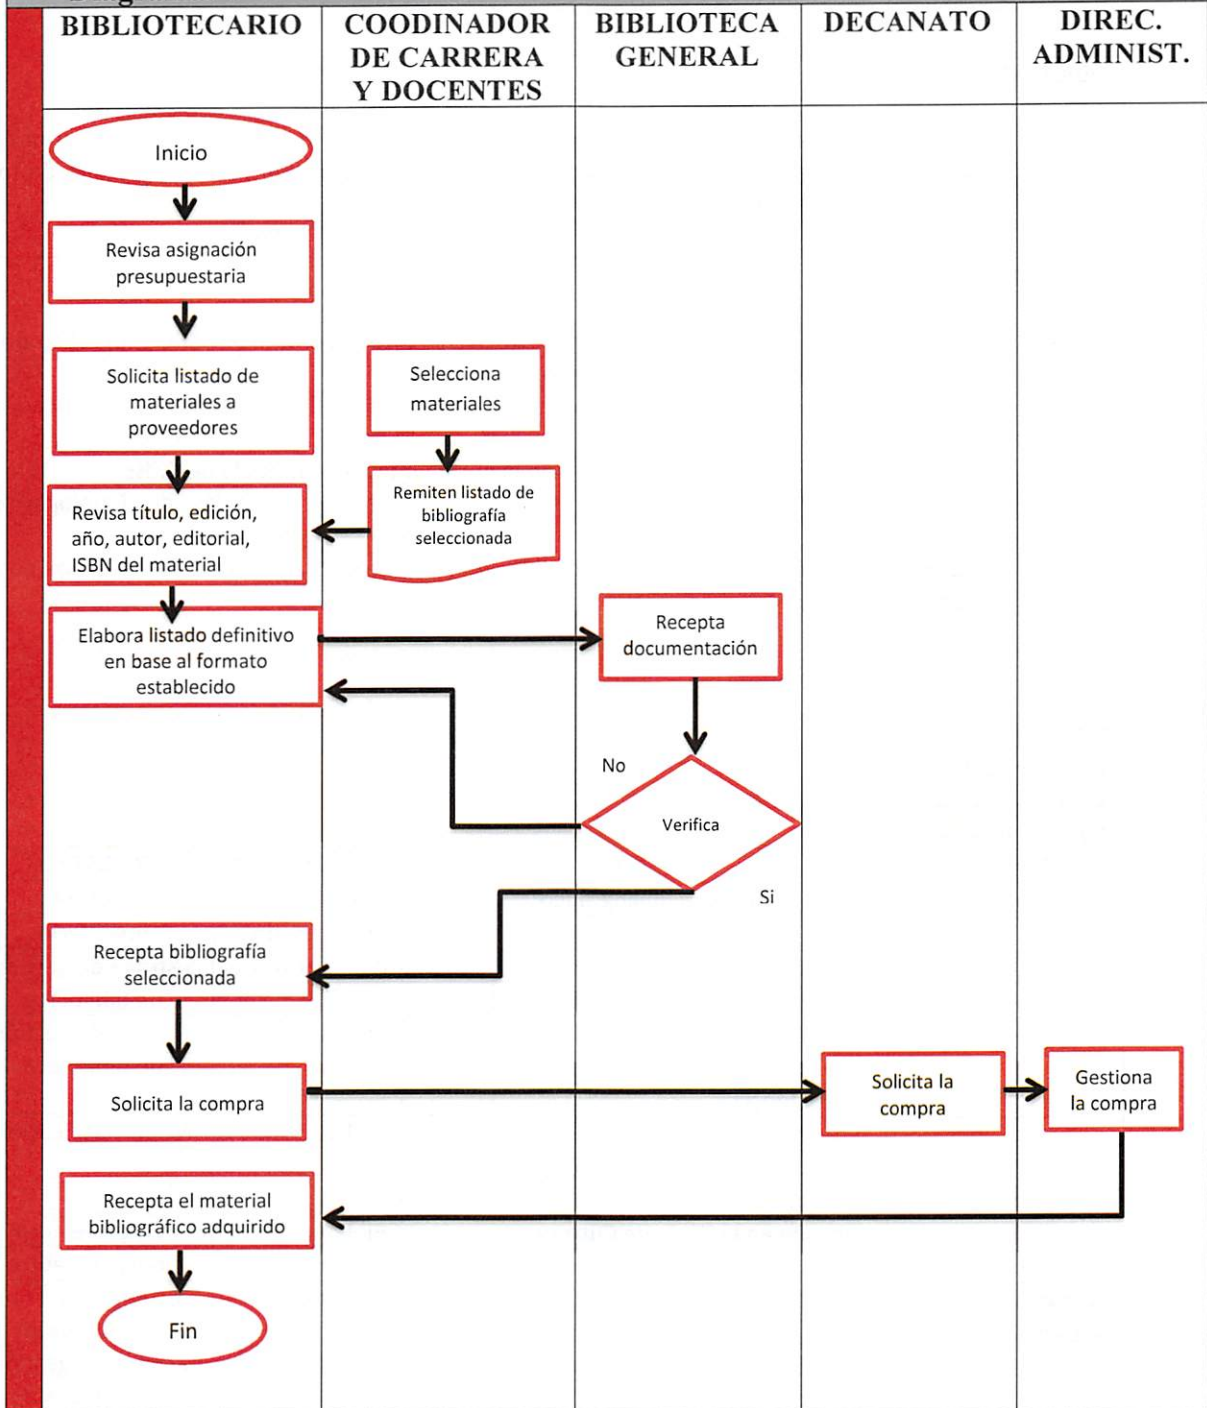 BIBLIOTECARIO
COODINADOR
DE CARRERA
Y DOCENTES
BIBLIOTECA
GENERAL
DECANATO
DIREC.
ADMINIST.
Inicio
Revisa asignación
presupuestaria
Solicita listado de
materiales a
proveedores
Selecciona
materiales
Revisa título, edición,
año, autor, editorial,
ISBN del material
Remiten listado de
bibliografía
seleccionada
Elabora listado definitivo
en base al formato
establecido
Recepta
documentación
No
Verifica
Si
Recepta bibliografía
seleccionada
Solicita la compra
Solicita la
compra
Gestiona
la compra
Recepta el material
bibliográfico adquirido
Fin